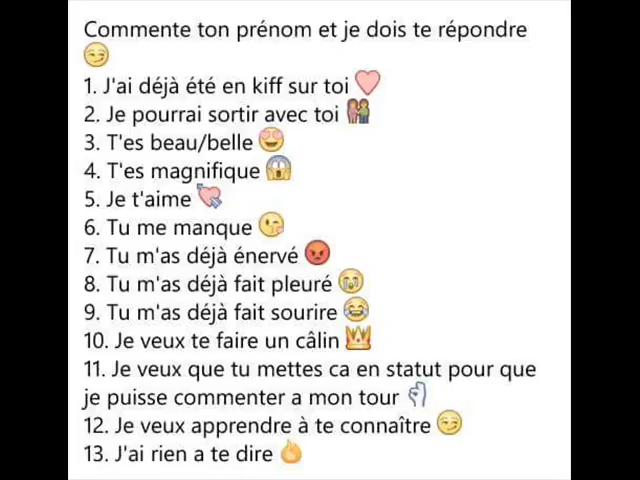 Commente ton prénom et je dois te répondre
😏
1. J'ai déjà été en kiff sur toi 💗
2. Je pourrai sortir avec toi 👫
3. T'es beau/belle 😍
4. T'es magnifique 😱
5. Je t'aime 💘
6. Tu me manque 😘
7. Tu m'as déjà énervé 😡
8. Tu m'as déjà fait pleuré 😭
9. Tu m'as déjà fait sourire 😂
10. Je veux te faire un câlin 👑
11. Je veux que tu mettes ca en statut pour que
je puisse commenter a mon tour 👌
12. Je veux apprendre à te connaître 😏
13. J'ai rien a te dire 🔥